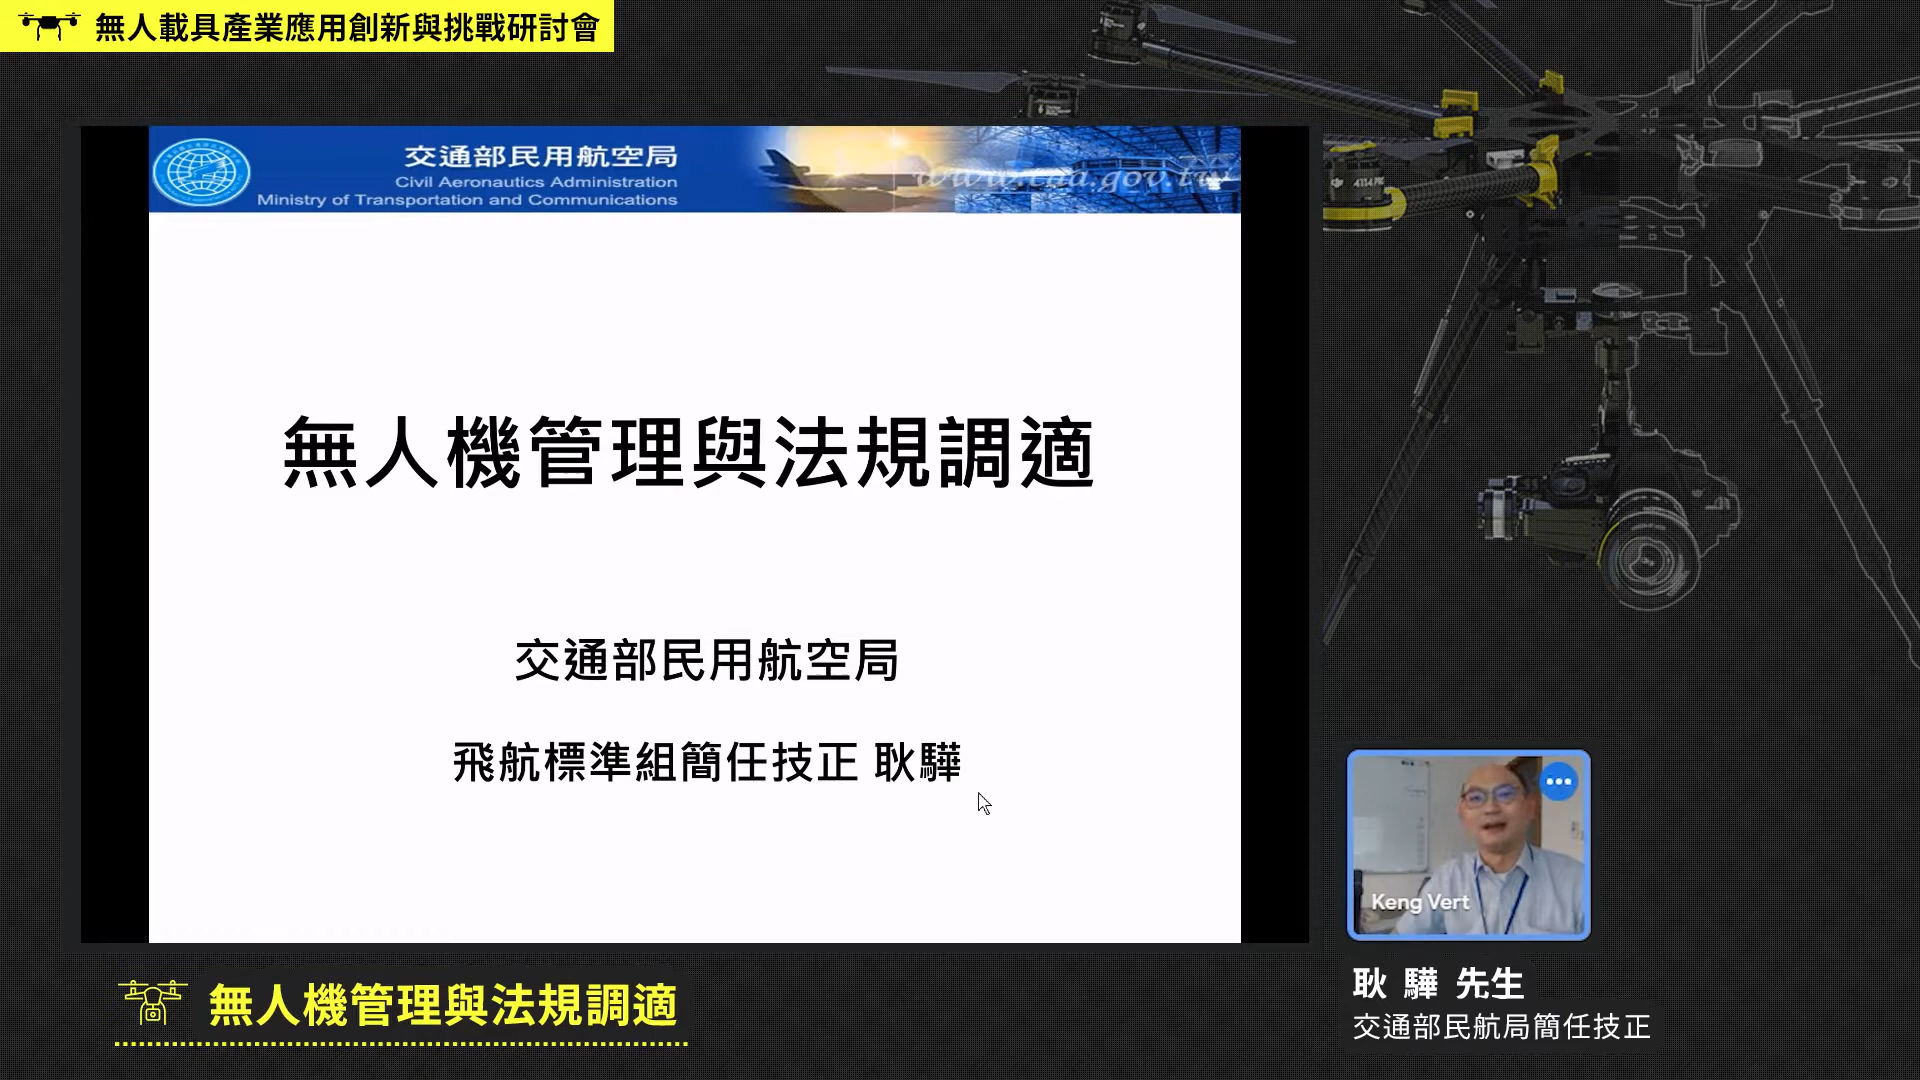 無人載具產業應用創新與挑戰研討會
交通部民用航空局
Civil Aeronautics Administration
Ministry of Transportation and Communications
www.caa.gov.tw
無人機管理與法規調適
交通部民用航空局
飛航標準組簡任技正 耿驊
Keng Vert
無人機管理與法規調適
耿 驊 先生
交通部民航局簡任技正